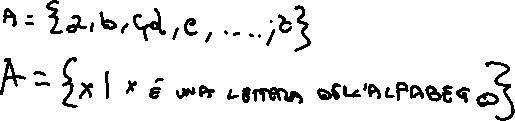 A = {a, b, c, d, e, ....; z}
A = {x | x È UNA LETTERA DELL'ALFABETO}